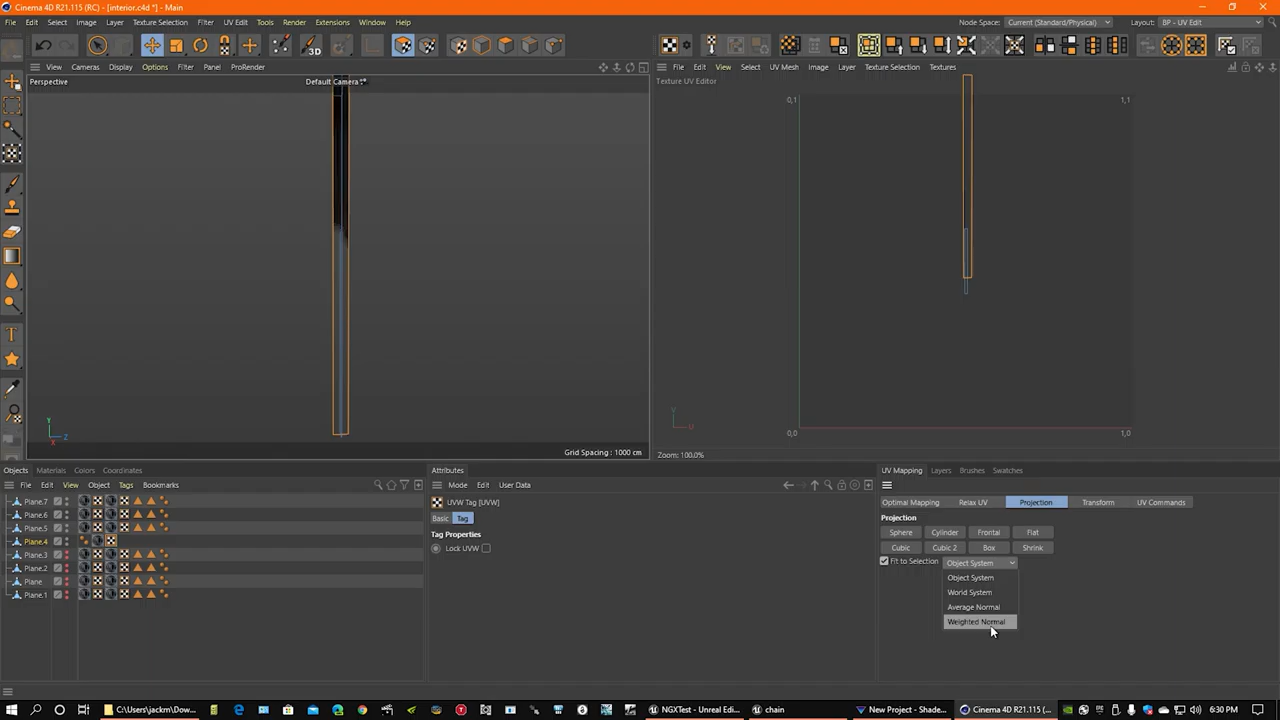 Cinema 4D R21.115 (RC) - [interior.c4d *] - Main
File Edit Select Image Layer Texture Selection Filter UV Edit Tools Render Extensions Window Help
Node Space: Current (Standard/Physical) Layout: BP - UV Edit
View Cameras Display Options Filter Panel ProRender
File Edit View Select UV Mesh Image Layer Texture Selection Textures
Perspective
Default Camera
Texture UV Editor
0,1
1,1
Y
Z
X
Grid Spacing : 1000 cm
V
U
0,0
1,0
Zoom: 100.0%
Objects Materials Colors Coordinates
File Edit View Object Tags Bookmarks
Plane.7
Plane.6
Plane.5
Plane.4
Plane.3
Plane.2
Plane
Plane.1
Attributes
Mode Edit User Data
UVW Tag [UVW]
Basic Tag
Tag Properties
Lock UVW
UV Mapping Layers Brushes Swatches
Optimal Mapping Relax UV Projection Transform UV Commands
Projection
Sphere Cylinder Frontal Flat
Cubic Cubic 2 Box Shrink
Fit to Selection Object System
Object System
World System
Average Normal
Weighted Normal
C:\Users\jackm\Dow...
NGXTest - Unreal Edi...
chain
New Project - Shade...
Cinema 4D R21.115 (...
6:30 PM